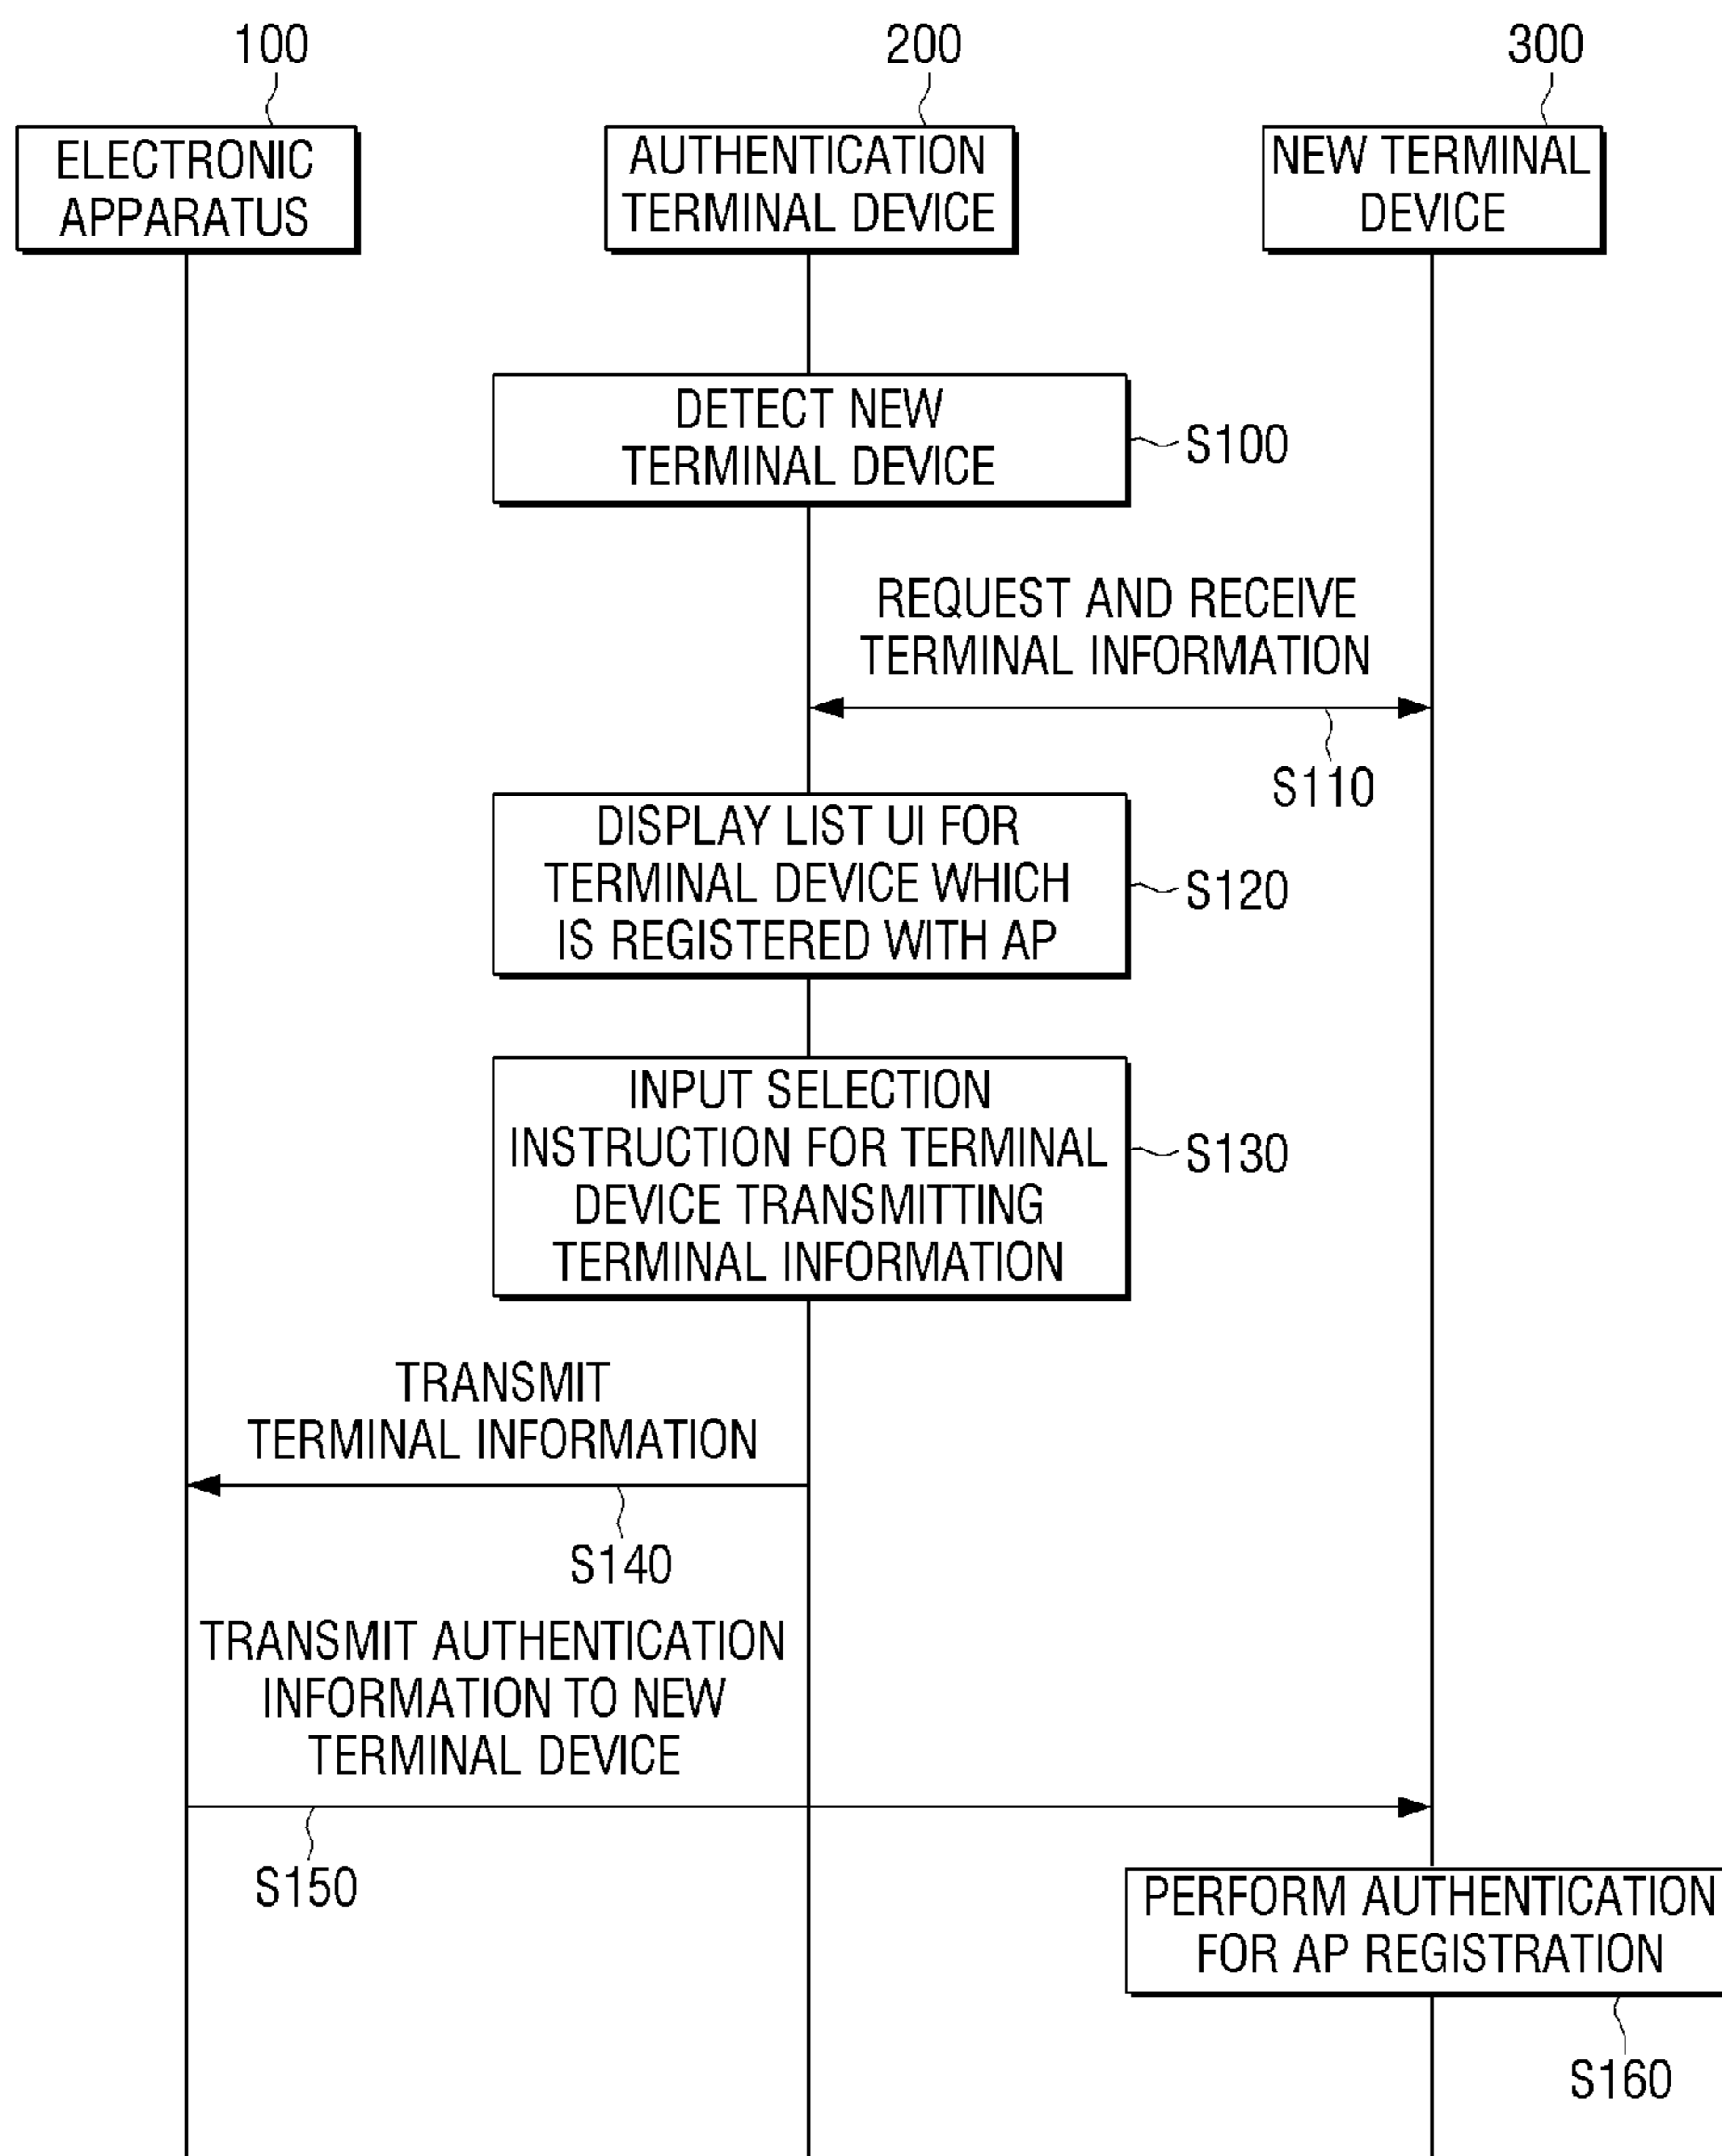 100
200
300
ELECTRONIC
APPARATUS
AUTHENTICATION
TERMINAL DEVICE
NEW TERMINAL
DEVICE
DETECT NEW
TERMINAL DEVICE
S100
REQUEST AND RECEIVE
TERMINAL INFORMATION
S110
DISPLAY LIST UI FOR
TERMINAL DEVICE WHICH
IS REGISTERED WITH AP
S120
INPUT SELECTION
INSTRUCTION FOR TERMINAL
DEVICE TRANSMITTING
TERMINAL INFORMATION
S130
TRANSMIT
TERMINAL INFORMATION
S140
TRANSMIT AUTHENTICATION
INFORMATION TO NEW
TERMINAL DEVICE
S150
PERFORM AUTHENTICATION
FOR AP REGISTRATION
S160